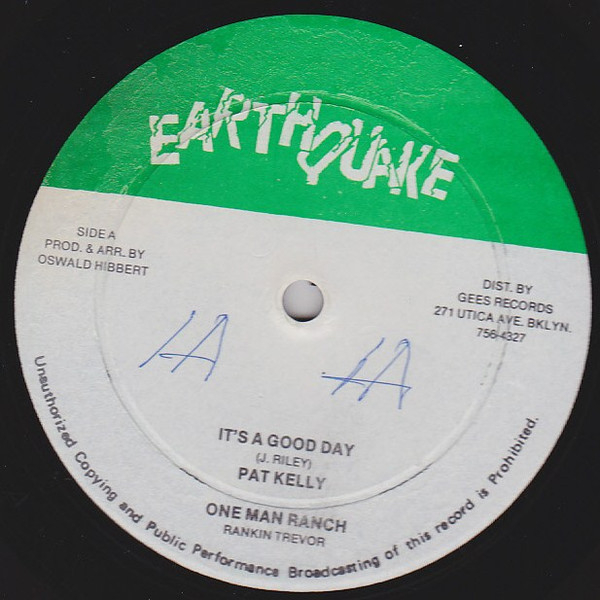 EARTHQUAKE
SIDE A
PROD. & ARR. BY
OSWALD HIBBERT
DIST. BY
GEES RECORDS
271 UTICA AVE. BKLYN.
756-4327
IT'S A GOOD DAY
(J. RILEY)
PAT KELLY
ONE MAN RANCH
RANKIN TREVOR
Unauthorized Copying and Public Performance Broadcasting of this record is Prohibited.